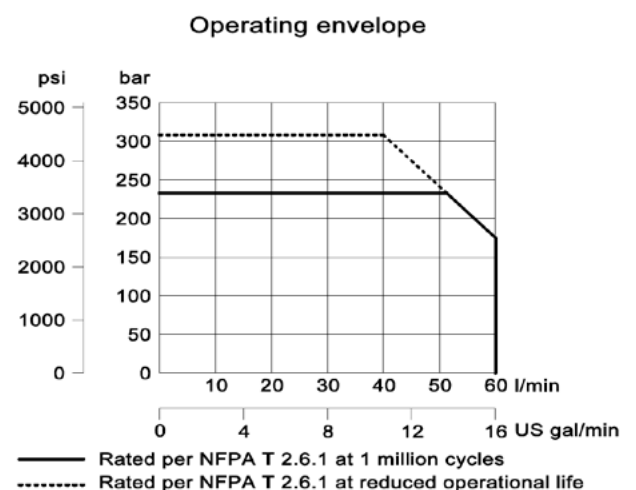 Operating envelope
psi bar
5000 350
4000 300
3000 250
2000 200
1000 150
0 100
50
0
10 20 30 40 50 60 l/min
0 4 8 12 16 US gal/min
Rated per NFPA T 2.6.1 at 1 million cycles
Rated per NFPA T 2.6.1 at reduced operational life